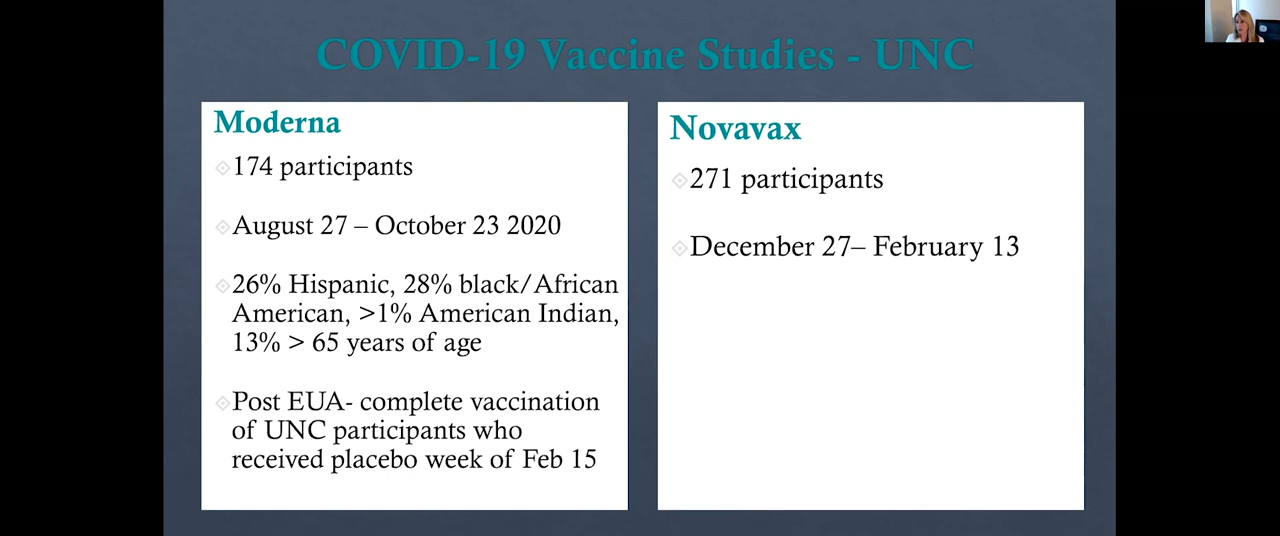 COVID-19 Vaccine Studies - UNC
Moderna
174 participants
August 27 – October 23 2020
26% Hispanic, 28% black/African
American, >1% American Indian,
13% > 65 years of age
Post EUA- complete vaccination
of UNC participants who
received placebo week of Feb 15
Novavax
271 participants
December 27– February 13